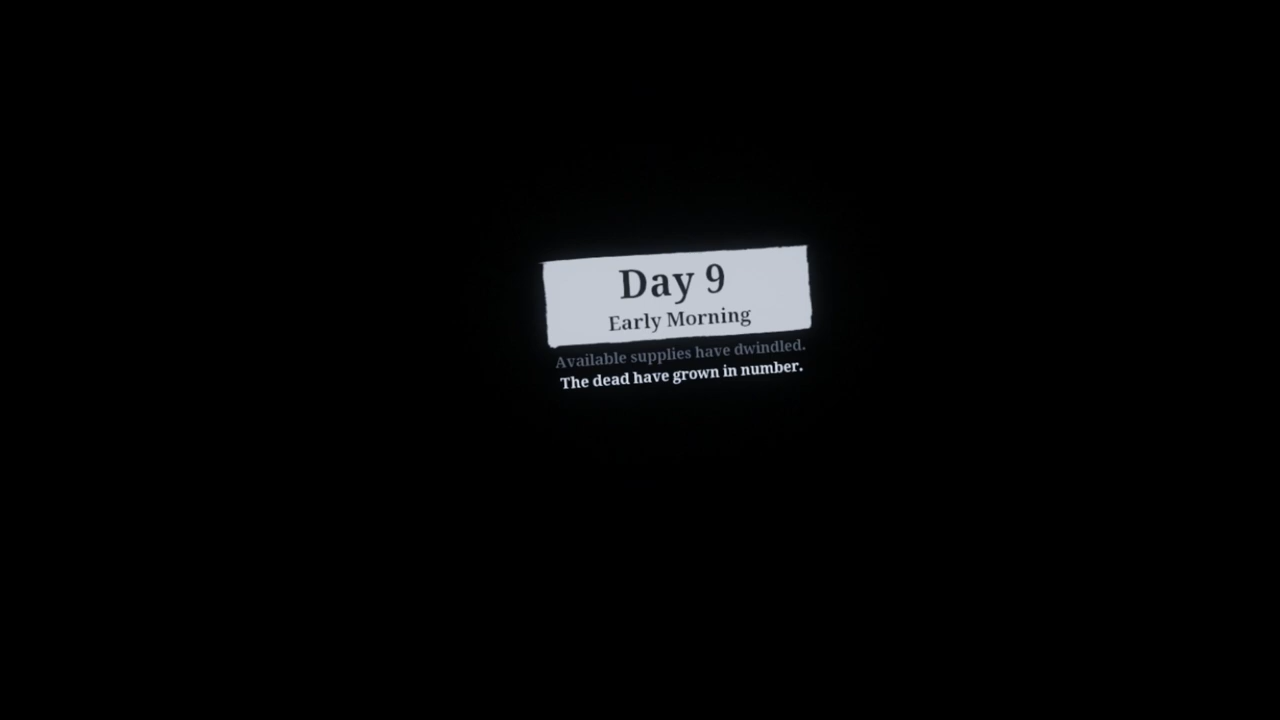 Day 9
Early Morning
Available supplies have dwindled.
The dead have grown in number.